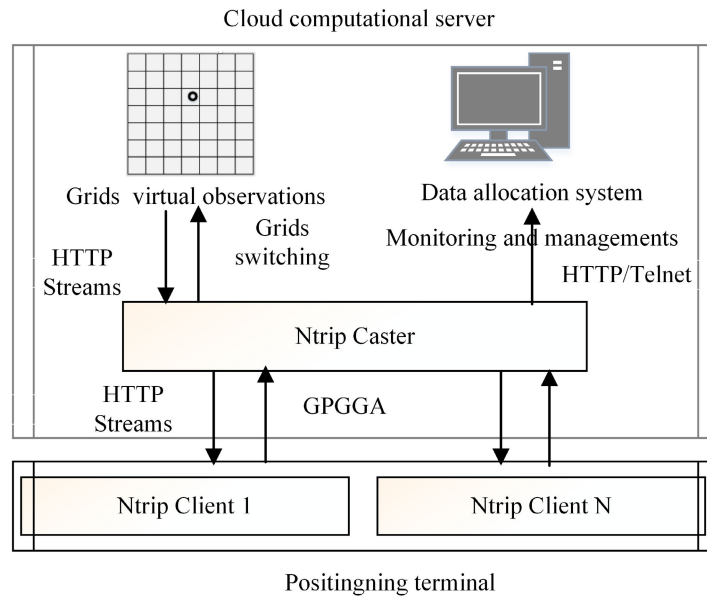 Cloud computational server
Grids virtual observations
Data allocation system
Grids
switching
Monitoring and managements
HTTP
Streams
HTTP/Telnet
Ntrip Caster
HTTP
Streams
GPGGA
Ntrip Client 1
Ntrip Client N
Positingning terminal